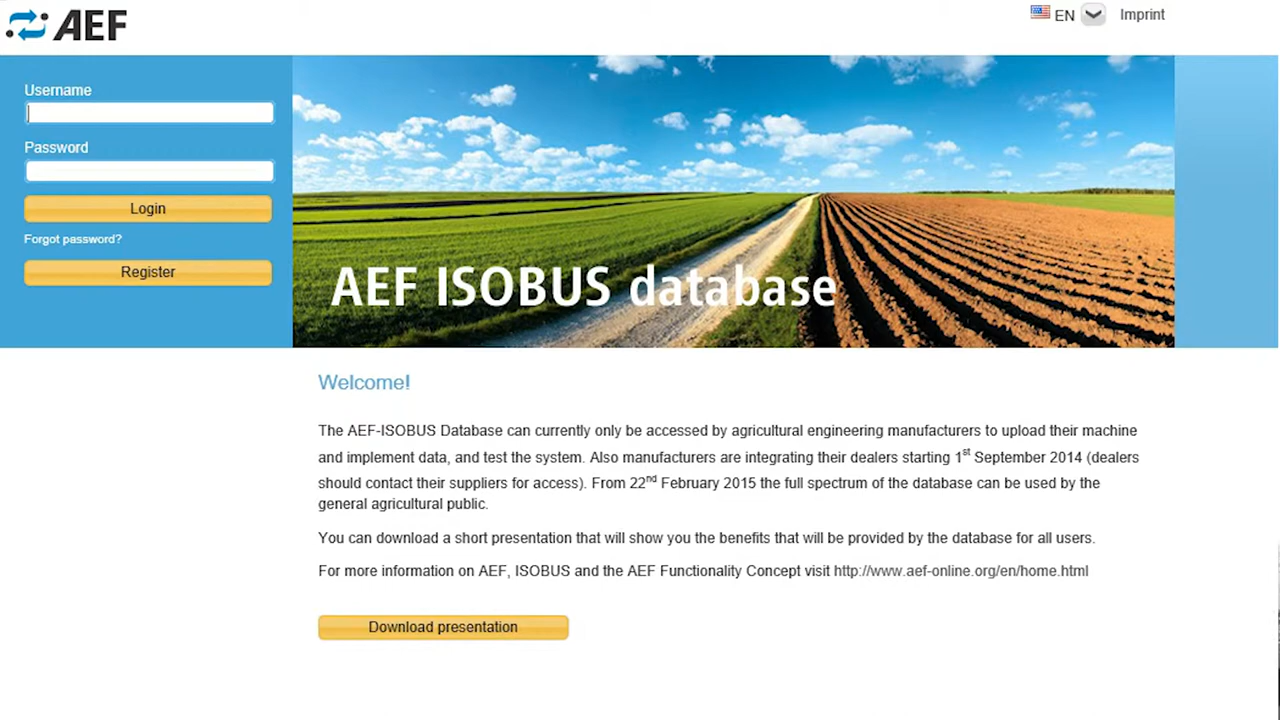 AEF
EN
Imprint
Username
Password
Login
Forgot password?
Register
AEF ISOBUS database
Welcome!
The AEF-ISOBUS Database can currently only be accessed by agricultural engineering manufacturers to upload their machine
and implement data, and test the system. Also manufacturers are integrating their dealers starting 1st September 2014 (dealers
should contact their suppliers for access). From 22nd February 2015 the full spectrum of the database can be used by the
general agricultural public.
You can download a short presentation that will show you the benefits that will be provided by the database for all users.
For more information on AEF, ISOBUS and the AEF Functionality Concept visit http://www.aef-online.org/en/home.html
Download presentation